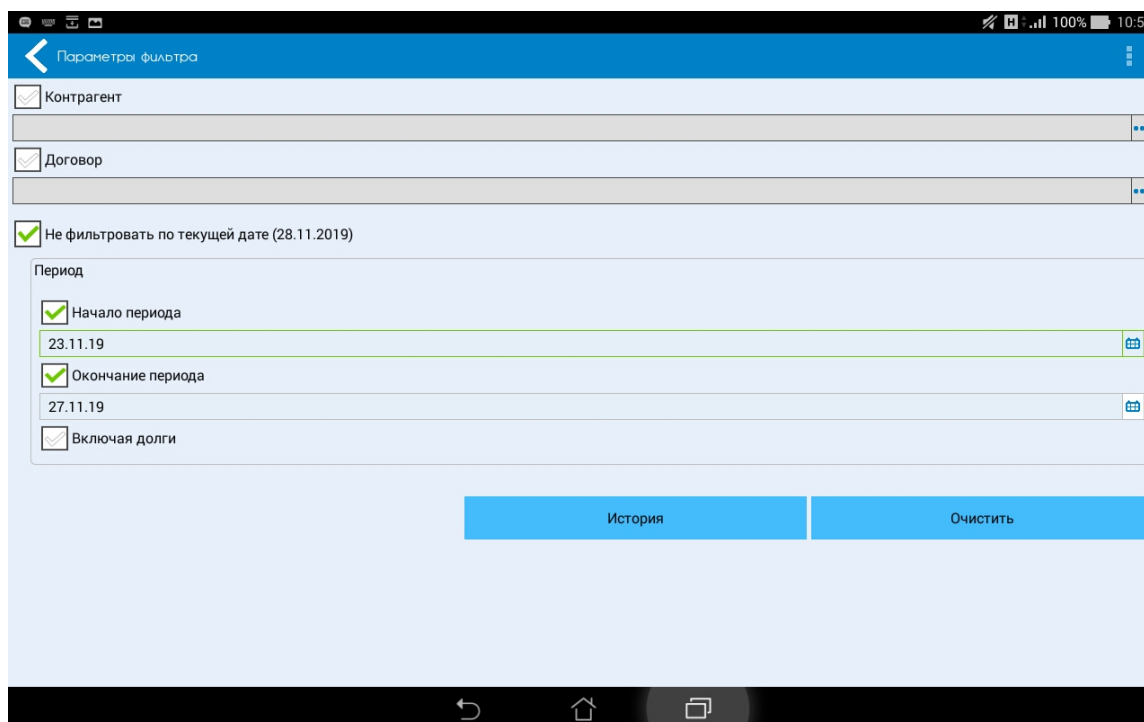 100% 10:5
Параметры фильтра
Контрагент
Договор
Не фильтровать по текущей дате (28.11.2019)
Период
Начало периода
23.11.19
Окончание периода
27.11.19
Включая долги
История Очистить